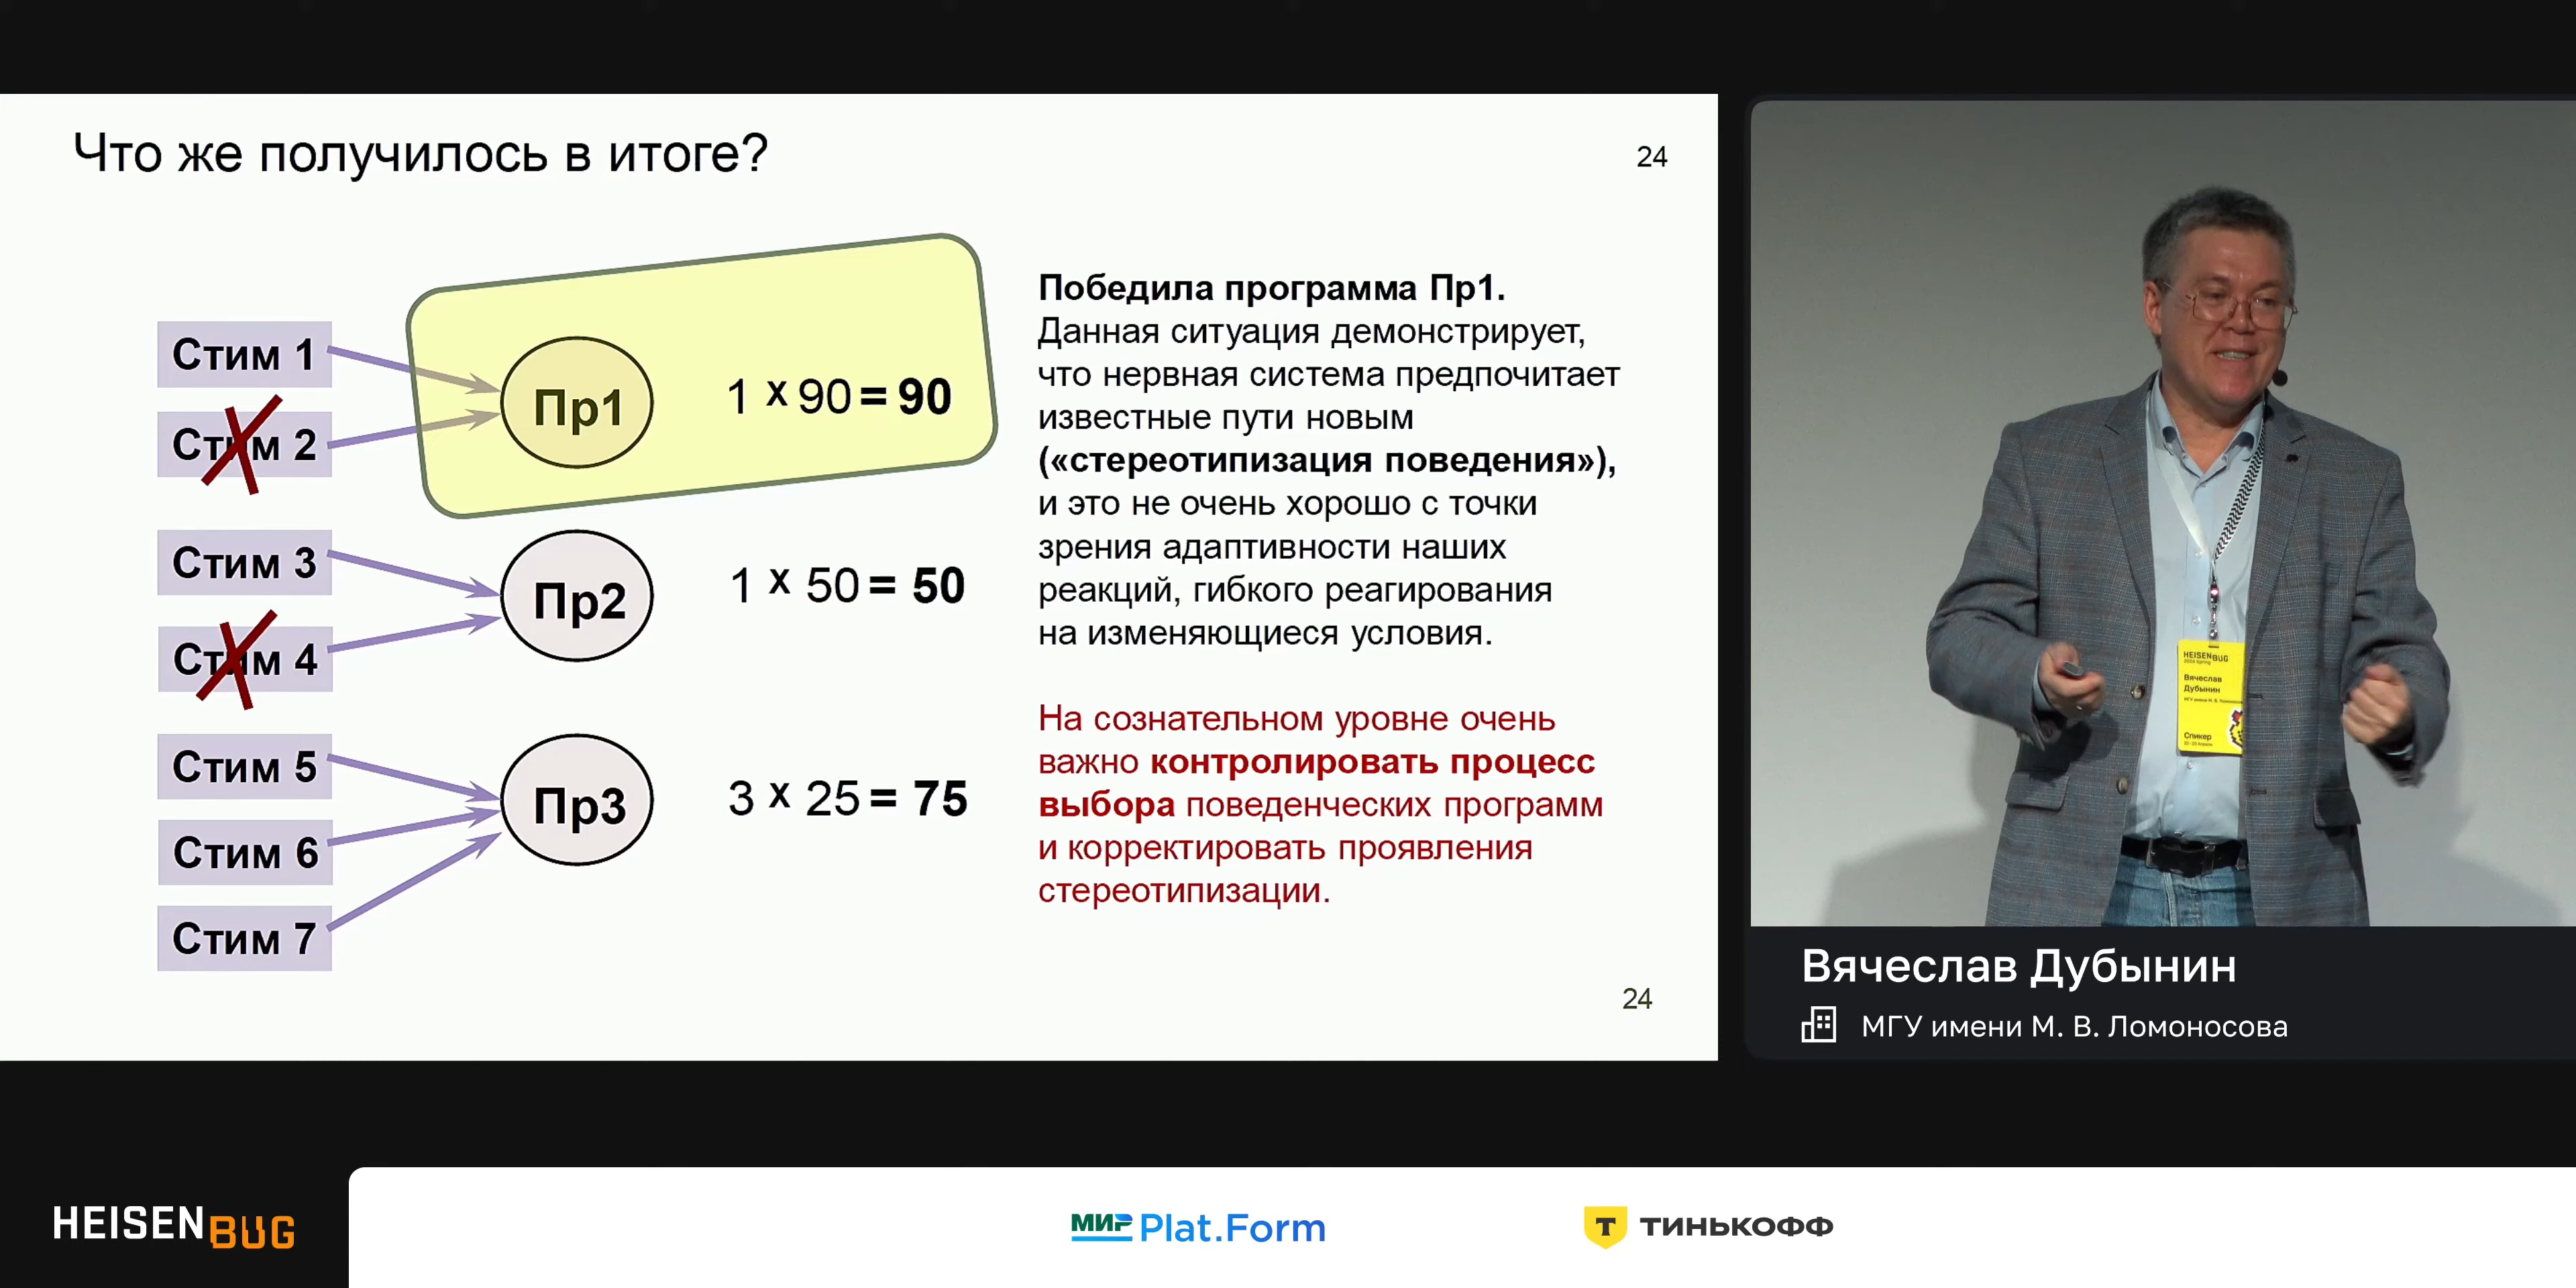 Что же получилось в итоге?
24
Стим 1
Стим 2
Стим 3
Стим 4
Стим 5
Стим 6
Стим 7
Пр1
1 x 90 = 90
Пр2
1 x 50 = 50
Пр3
3 x 25 = 75
Победила программа Пр1.
Данная ситуация демонстрирует,
что нервная система предпочитает
известные пути новым
(«стереотипизация поведения»),
и это не очень хорошо с точки
зрения адаптивности наших
реакций, гибкого реагирования
на изменяющиеся условия.
На сознательном уровне очень
важно контролировать процесс
выбора поведенческих программ
и корректировать проявления
стереотипизации.
24
HEISENBUG
Вячеслав
Дубынин
Спикер
Вячеслав Дубынин
МГУ имени М. В. Ломоносова
HEISENBUG
МИР Plat.Form
Т ТИНЬКОФФ